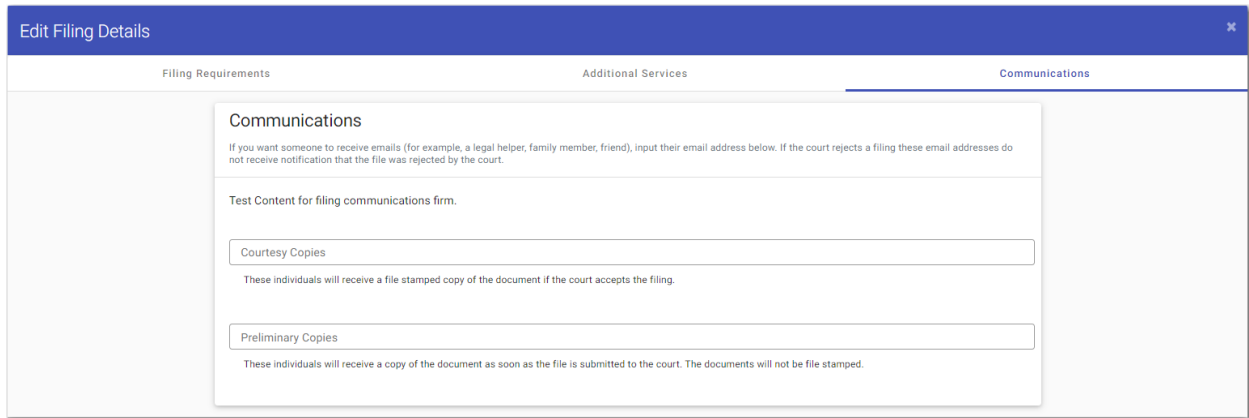 Edit Filing Details
Filing Requirements
Additional Services
Communications
Communications
If you want someone to receive emails (for example, a legal helper, family member, friend), input their email address below. If the court rejects a filing these email addresses do
not receive notification that the file was rejected by the court.
Test Content for filing communications firm.
Courtesy Copies
These individuals will receive a file stamped copy of the document if the court accepts the filing.
Preliminary Copies
These individuals will receive a copy of the document as soon as the file is submitted to the court. The documents will not be file stamped.